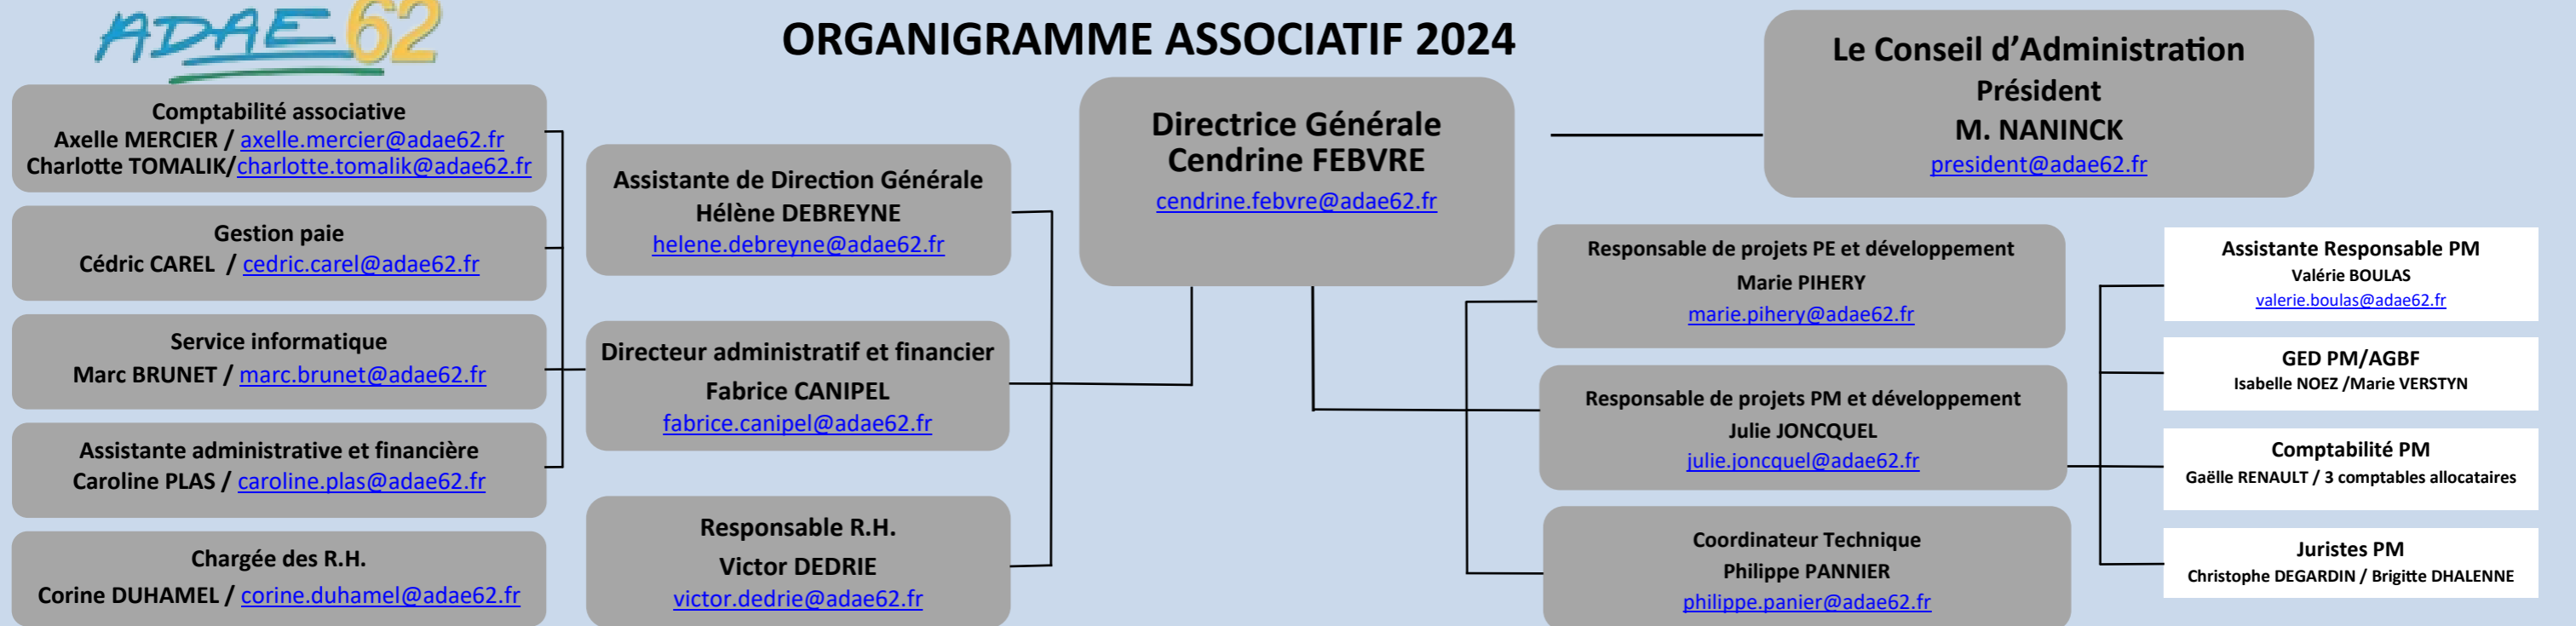 ADAE 62
ORGANIGRAMME ASSOCIATIF 2024
Le Conseil d'Administration
Président
M. NANINCK
president@adae62.fr
Directrice Générale
Cendrine FEBVRE
cendrine.febvre@adae62.fr
Comptabilité associative
Axelle MERCIER / axelle.mercier@adae62.fr
Charlotte TOMALIK/charlotte.tomalik@adae62.fr
Gestion paie
Cédric CAREL / cedric.carel@adae62.fr
Service informatique
Marc BRUNET / marc.brunet@adae62.fr
Assistante administrative et financière
Caroline PLAS / caroline.plas@adae62.fr
Chargée des R.H.
Corine DUHAMEL / corine.duhamel@adae62.fr
Assistante de Direction Générale
Hélène DEBREYNE
helene.debreyne@adae62.fr
Directeur administratif et financier
Fabrice CANIPEL
fabrice.canipel@adae62.fr
Responsable R.H.
Victor DEDRIE
victor.dedrie@adae62.fr
Responsable de projets PE et développement
Marie PIHERY
marie.pihery@adae62.fr
Responsable de projets PM et développement
Julie JONCQUEL
julie.joncquel@adae62.fr
Coordinateur Technique
Philippe PANNIER
philippe.panier@adae62.fr
Assistante Responsable PM
Valérie BOULAS
valerie.boulas@adae62.fr
GED PM/AGBF
Isabelle NOEZ /Marie VERSTYN
Comptabilité PM
Gaëlle RENAULT / 3 comptables allocataires
Juristes PM
Christophe DEGARDIN / Brigitte DHALENNE